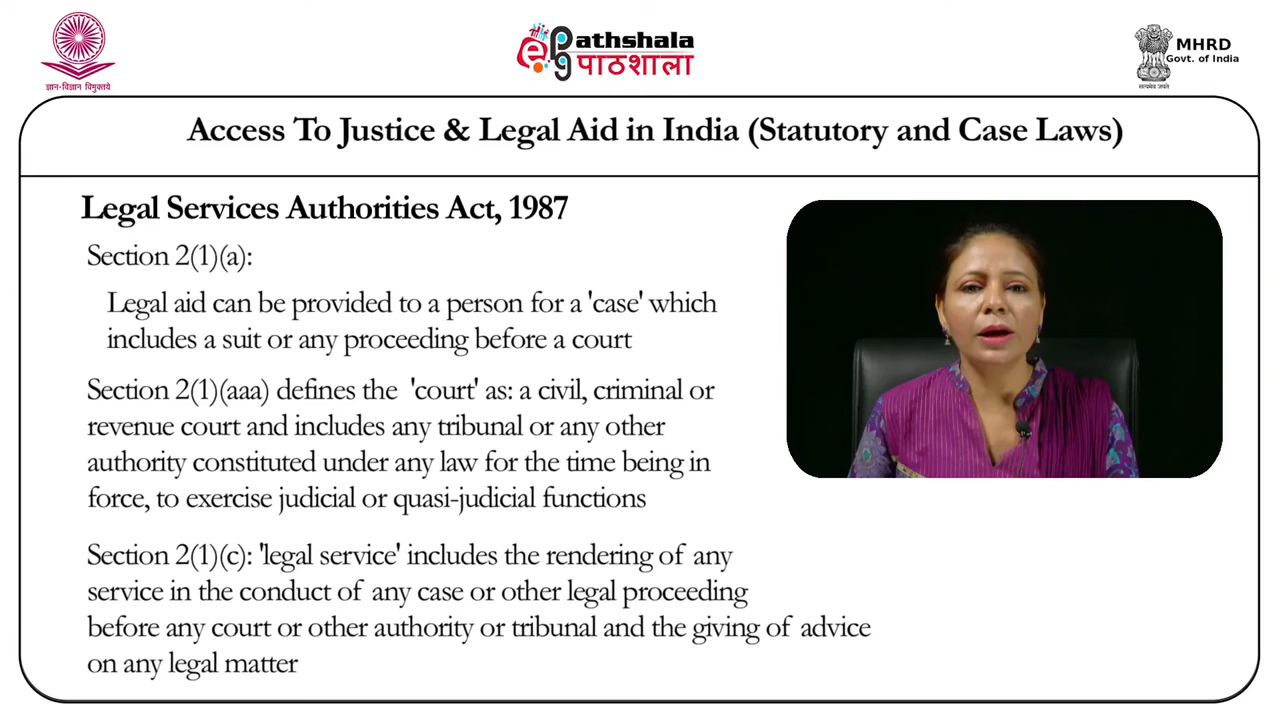 ज्ञान-विज्ञान विमुक्तये
epg Pathshala
पाठशाला
MHRD
Govt. of India
सत्यमेव जयते
Access To Justice & Legal Aid in India (Statutory and Case Laws)
Legal Services Authorities Act, 1987
Section 2(1)(a):
Legal aid can be provided to a person for a 'case' which
includes a suit or any proceeding before a court
Section 2(1)(aaa) defines the 'court' as: a civil, criminal or
revenue court and includes any tribunal or any other
authority constituted under any law for the time being in
force, to exercise judicial or quasi-judicial functions
Section 2(1)(c): 'legal service' includes the rendering of any
service in the conduct of any case or other legal proceeding
before any court or other authority or tribunal and the giving of advice
on any legal matter